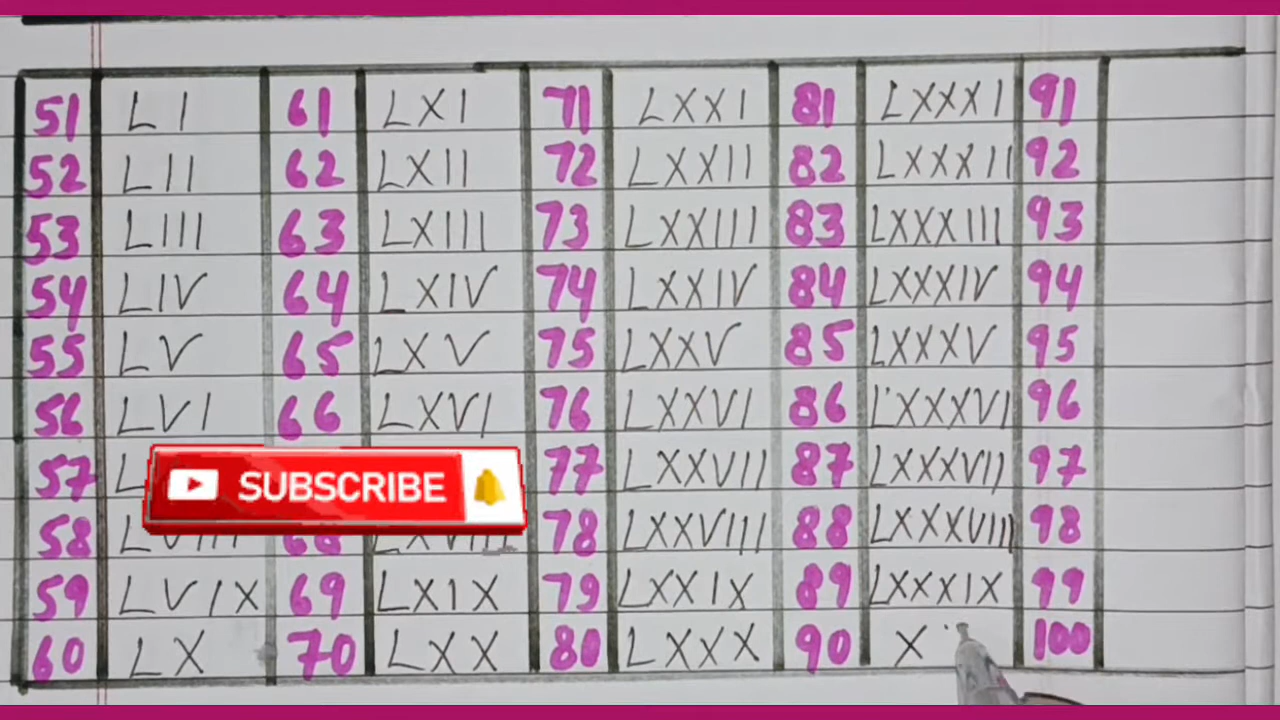 51 LI 61 LXI 71 LXXI 81 LXXXI 91
52 LII 62 LXII 72 LXXII 82 LXXXII 92
53 LIII 63 LXIII 73 LXXIII 83 LXXXIII 93
54 LIV 64 LXIV 74 LXXIV 84 LXXXIV 94
55 LV 65 LXV 75 LXXV 85 LXXXV 95
56 LVI 66 LXVI 76 LXXVI 86 LXXXVI 96
57 77 LXXVII 87 LXXXVII 97
SUBSCRIBE
58 LVIII 68 LXVIII 78 LXXVIII 88 LXXXVIII 98
59 LVIX 69 LXIX 79 LXXIX 89 LXXXIX 99
60 LX 70 LXX 80 LXXX 90 X 100